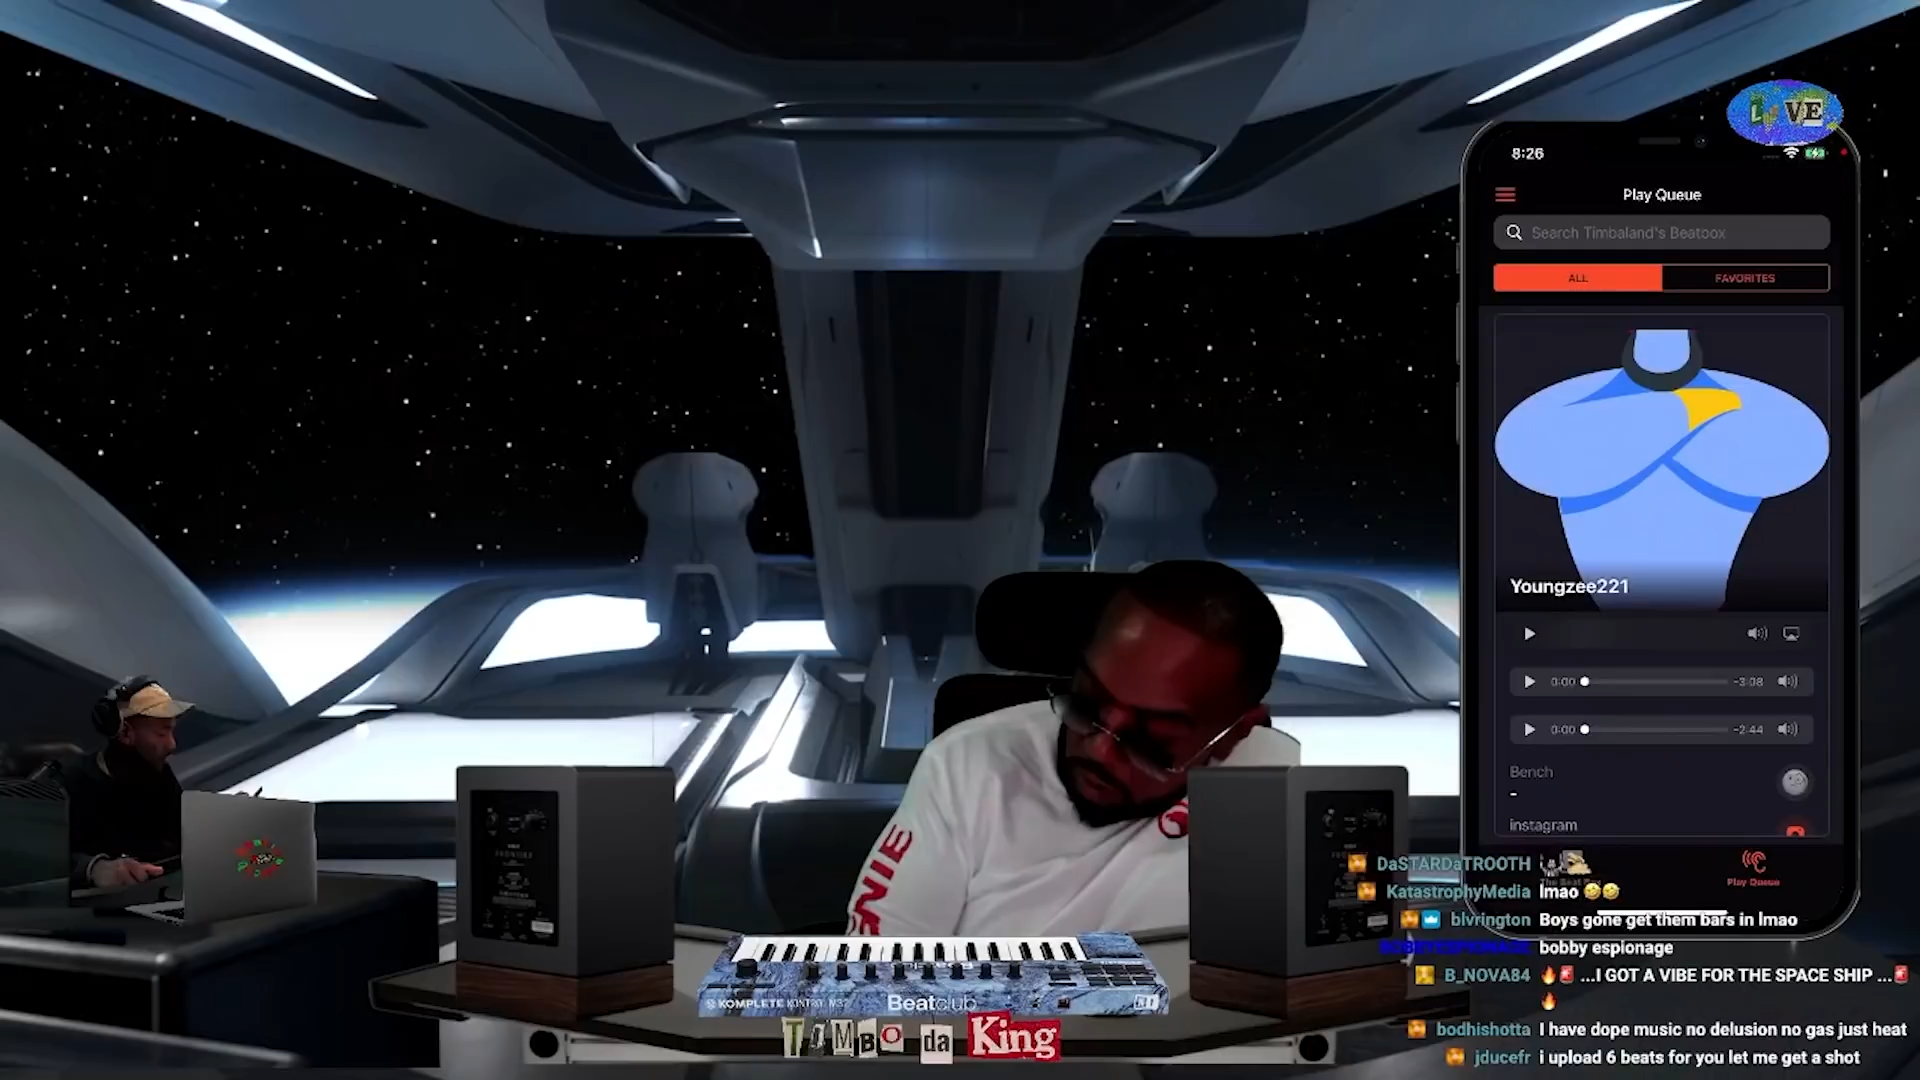 LOVE
8:26
Play Queue
Search Timbaland's Beatbox
ALL
FAVORITES
Youngzee221
0:00
-3:08
0:00
-2:44
Bench
-
instagram
Play Queue
DaSTARDaTROOTH
KatastrophyMedia lmao 🤣🤣
blvrington Boys gone get them bars in lmao
BOBBYESPIONAGE bobby espionage
B_NOVA84 🔥🚨 ...I GOT A VIBE FOR THE SPACE SHIP ...🚨
🔥
bodhishotta I have dope music no delusion no gas just heat
jducefr i upload 6 beats for you let me get a shot
KOMPLETE KONTROL M32
Beatclub
TIMBO da King